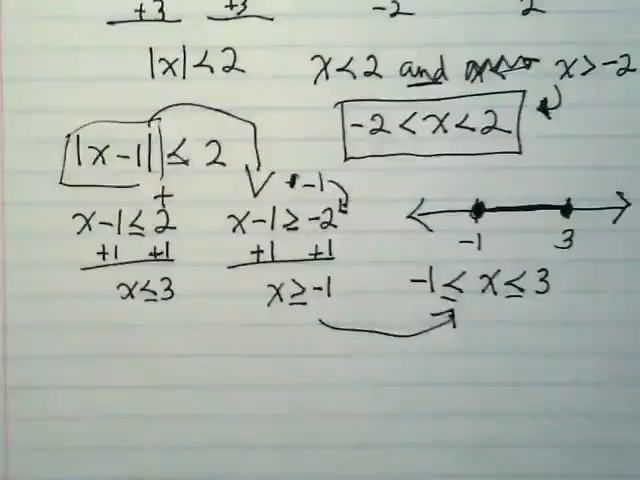 +3 +3 -2 2
|x| < 2 x < 2 and x > -2
-2 < x < 2
|x - 1| ≤ 2
+ • -1
x - 1 ≤ 2 x - 1 ≥ -2
+1 +1 +1 +1 -1 3
x ≤ 3 x ≥ -1 -1 ≤ x ≤ 3